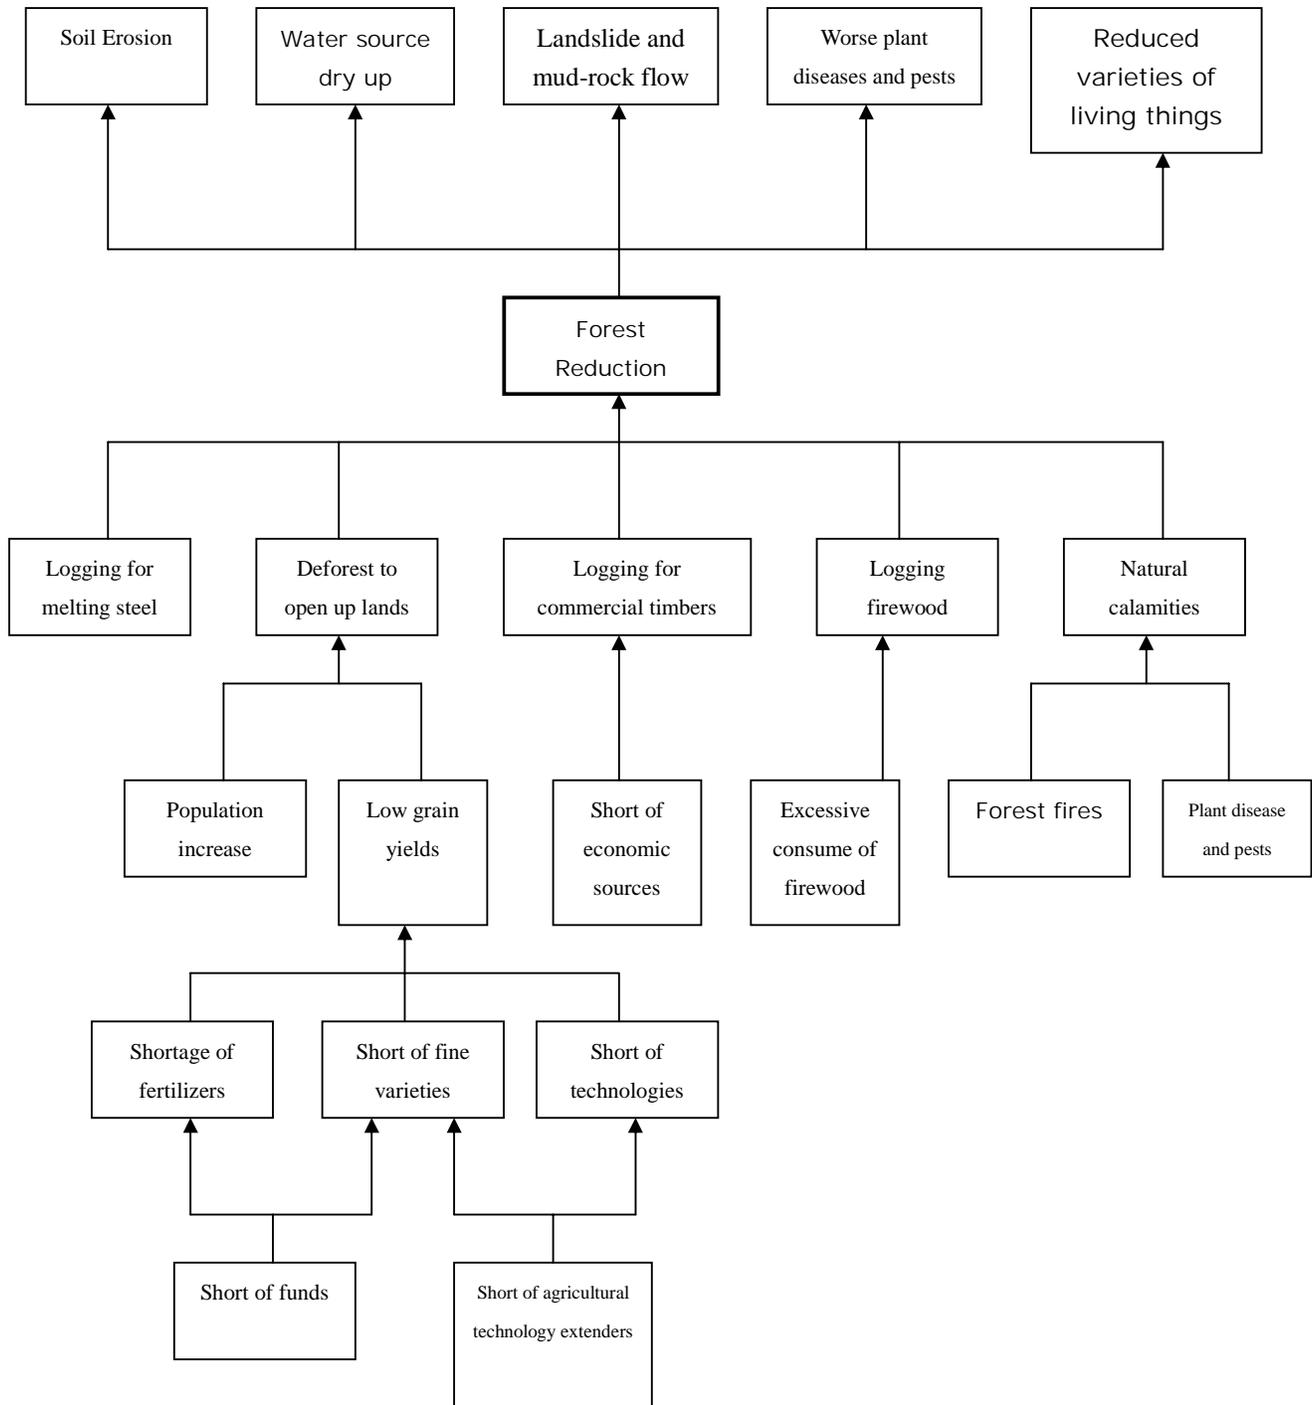 Soil Erosion
Water source
dry up
Landslide and
mud-rock flow
Worse plant
diseases and pests
Reduced
varieties of
living things
Forest
Reduction
Logging for
melting steel
Deforest to
open up lands
Logging for
commercial timbers
Logging
firewood
Natural
calamities
Population
increase
Low grain
yields
Short of
economic
sources
Excessive
consume of
firewood
Forest fires
Plant disease
and pests
Shortage of
fertilizers
Short of fine
varieties
Short of
technologies
Short of funds
Short of agricultural
technology extenders